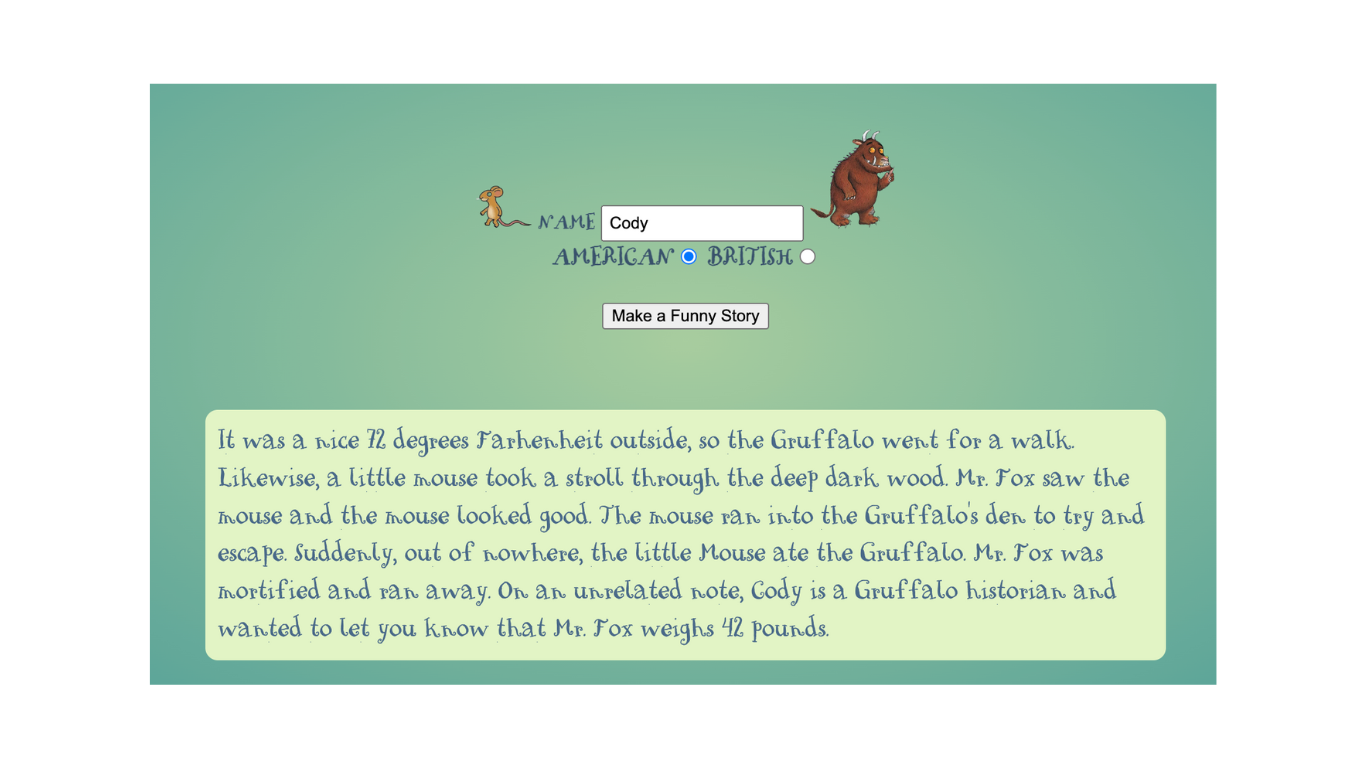 NAME Cody
AMERICAN BRITISH
Make a Funny Story
It was a nice 72 degrees Farhenheit outside, so the Gruffalo went for a walk.
Likewise, a little mouse took a stroll through the deep dark wood. Mr. Fox saw the
mouse and the mouse looked good. The mouse ran into the Gruffalo's den to try and
escape. Suddenly, out of nowhere, the little Mouse ate the Gruffalo. Mr. Fox was
mortified and ran away. On an unrelated note, Cody is a Gruffalo historian and
wanted to let you know that Mr. Fox weighs 42 pounds.